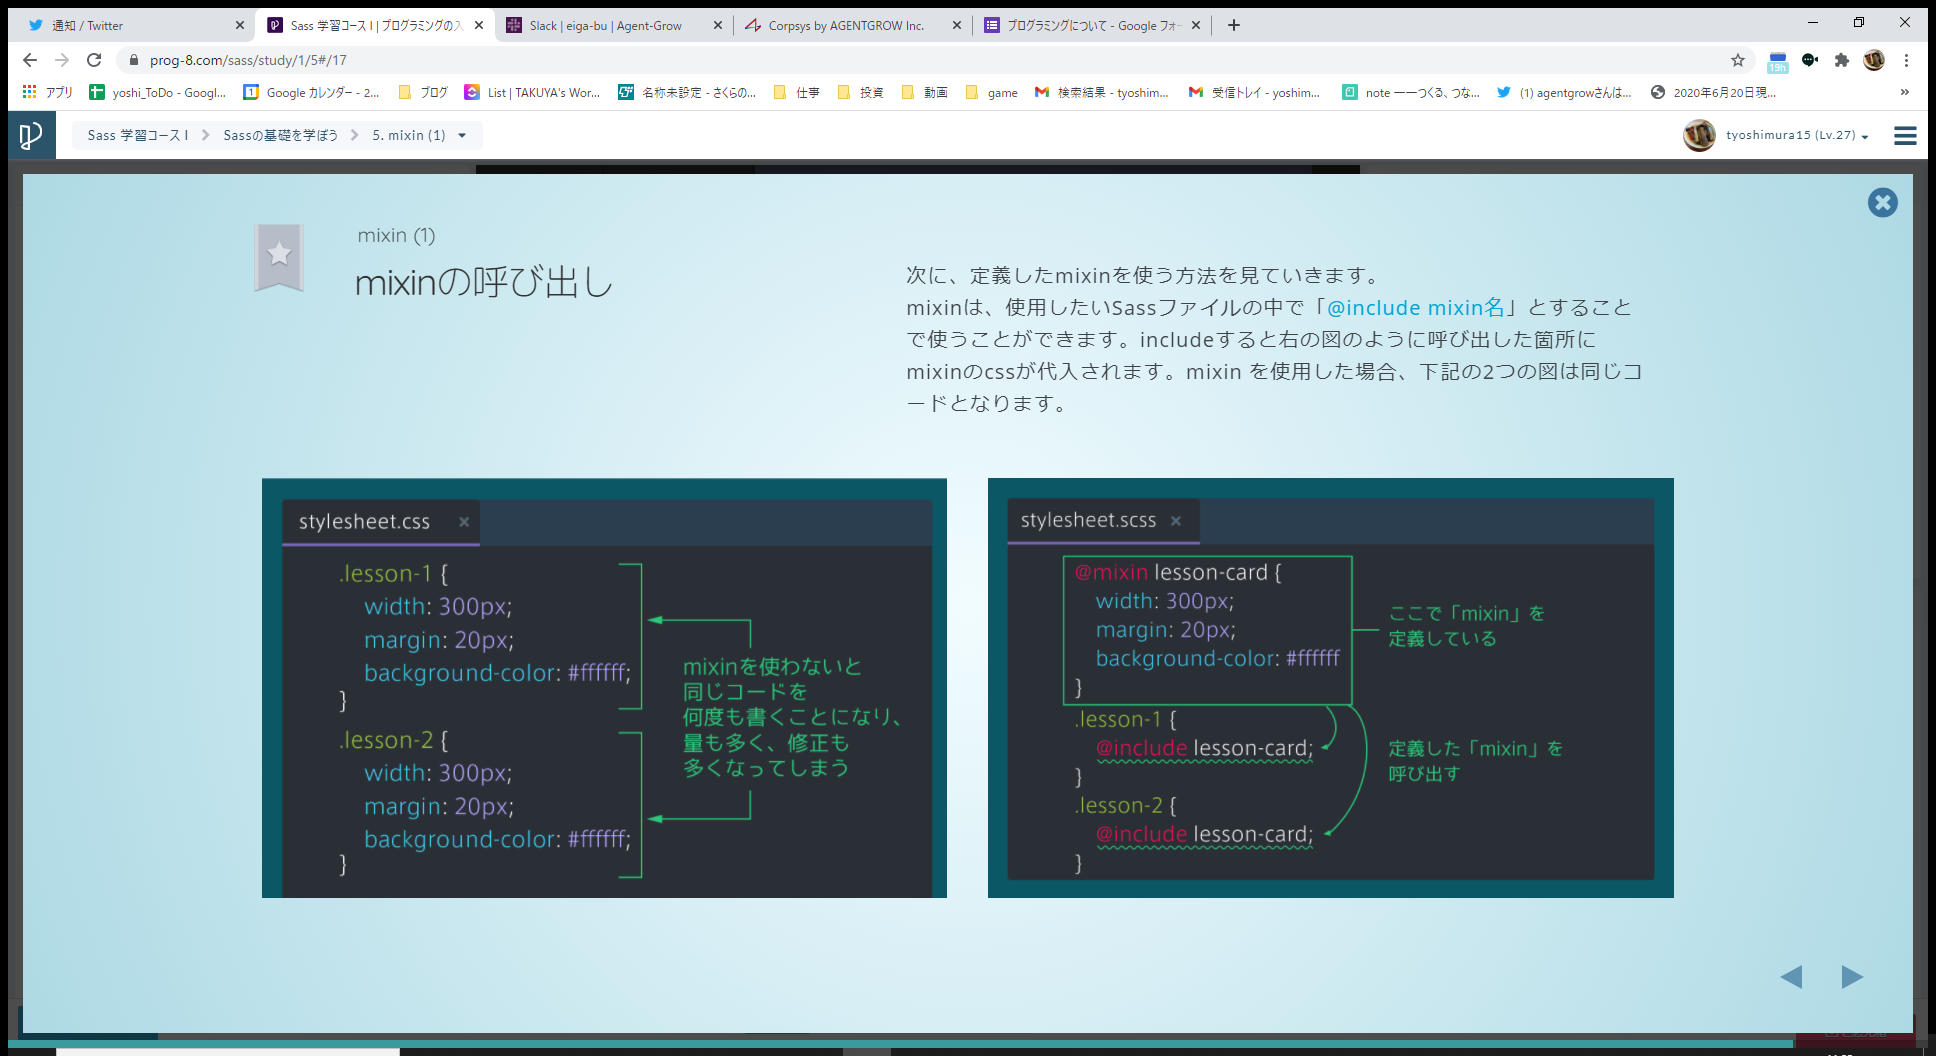 通知 / Twitter
Sass 学習コース I | プログラミングの入
Slack | eiga-bu | Agent-Grow
Corpsys by AGENTGROW Inc.
プログラミングについて - Google フォー
prog-8.com/sass/study/1/5#/17
19h
アプリ
yoshi_ToDo - Googl...
Google カレンダー - 2...
ブログ
List | TAKUYA's Wor...
名称未設定 - さくらの...
仕事
投資
動画
game
検索結果 - tyoshim...
受信トレイ - yoshim...
note ――つくる、つな...
(1) agentgrowさんは...
2020年6月20日現...
»
Sass 学習コース I
Sassの基礎を学ぼう
5. mixin (1)
tyoshimura15 (Lv.27)
mixin (1)
mixinの呼び出し
次に、定義したmixinを使う方法を見ていきます。
mixinは、使用したいSassファイルの中で「@include mixin名」とすること
で使うことができます。includeすると右の図のように呼び出した箇所に
mixinのcssが代入されます。mixin を使用した場合、下記の2つの図は同じコ
ードとなります。
stylesheet.css
.lesson-1 {
width: 300px;
margin: 20px;
background-color: #ffffff;
}
.lesson-2 {
width: 300px;
margin: 20px;
background-color: #ffffff;
}
mixinを使わないと
同じコードを
何度も書くことになり、
量も多く、修正も
多くなってしまう
stylesheet.scss
@mixin lesson-card {
width: 300px;
margin: 20px;
background-color: #ffffff
}
.lesson-1 {
@include lesson-card;
}
.lesson-2 {
@include lesson-card;
}
ここで「mixin」を
定義している
定義した「mixin」を
呼び出す